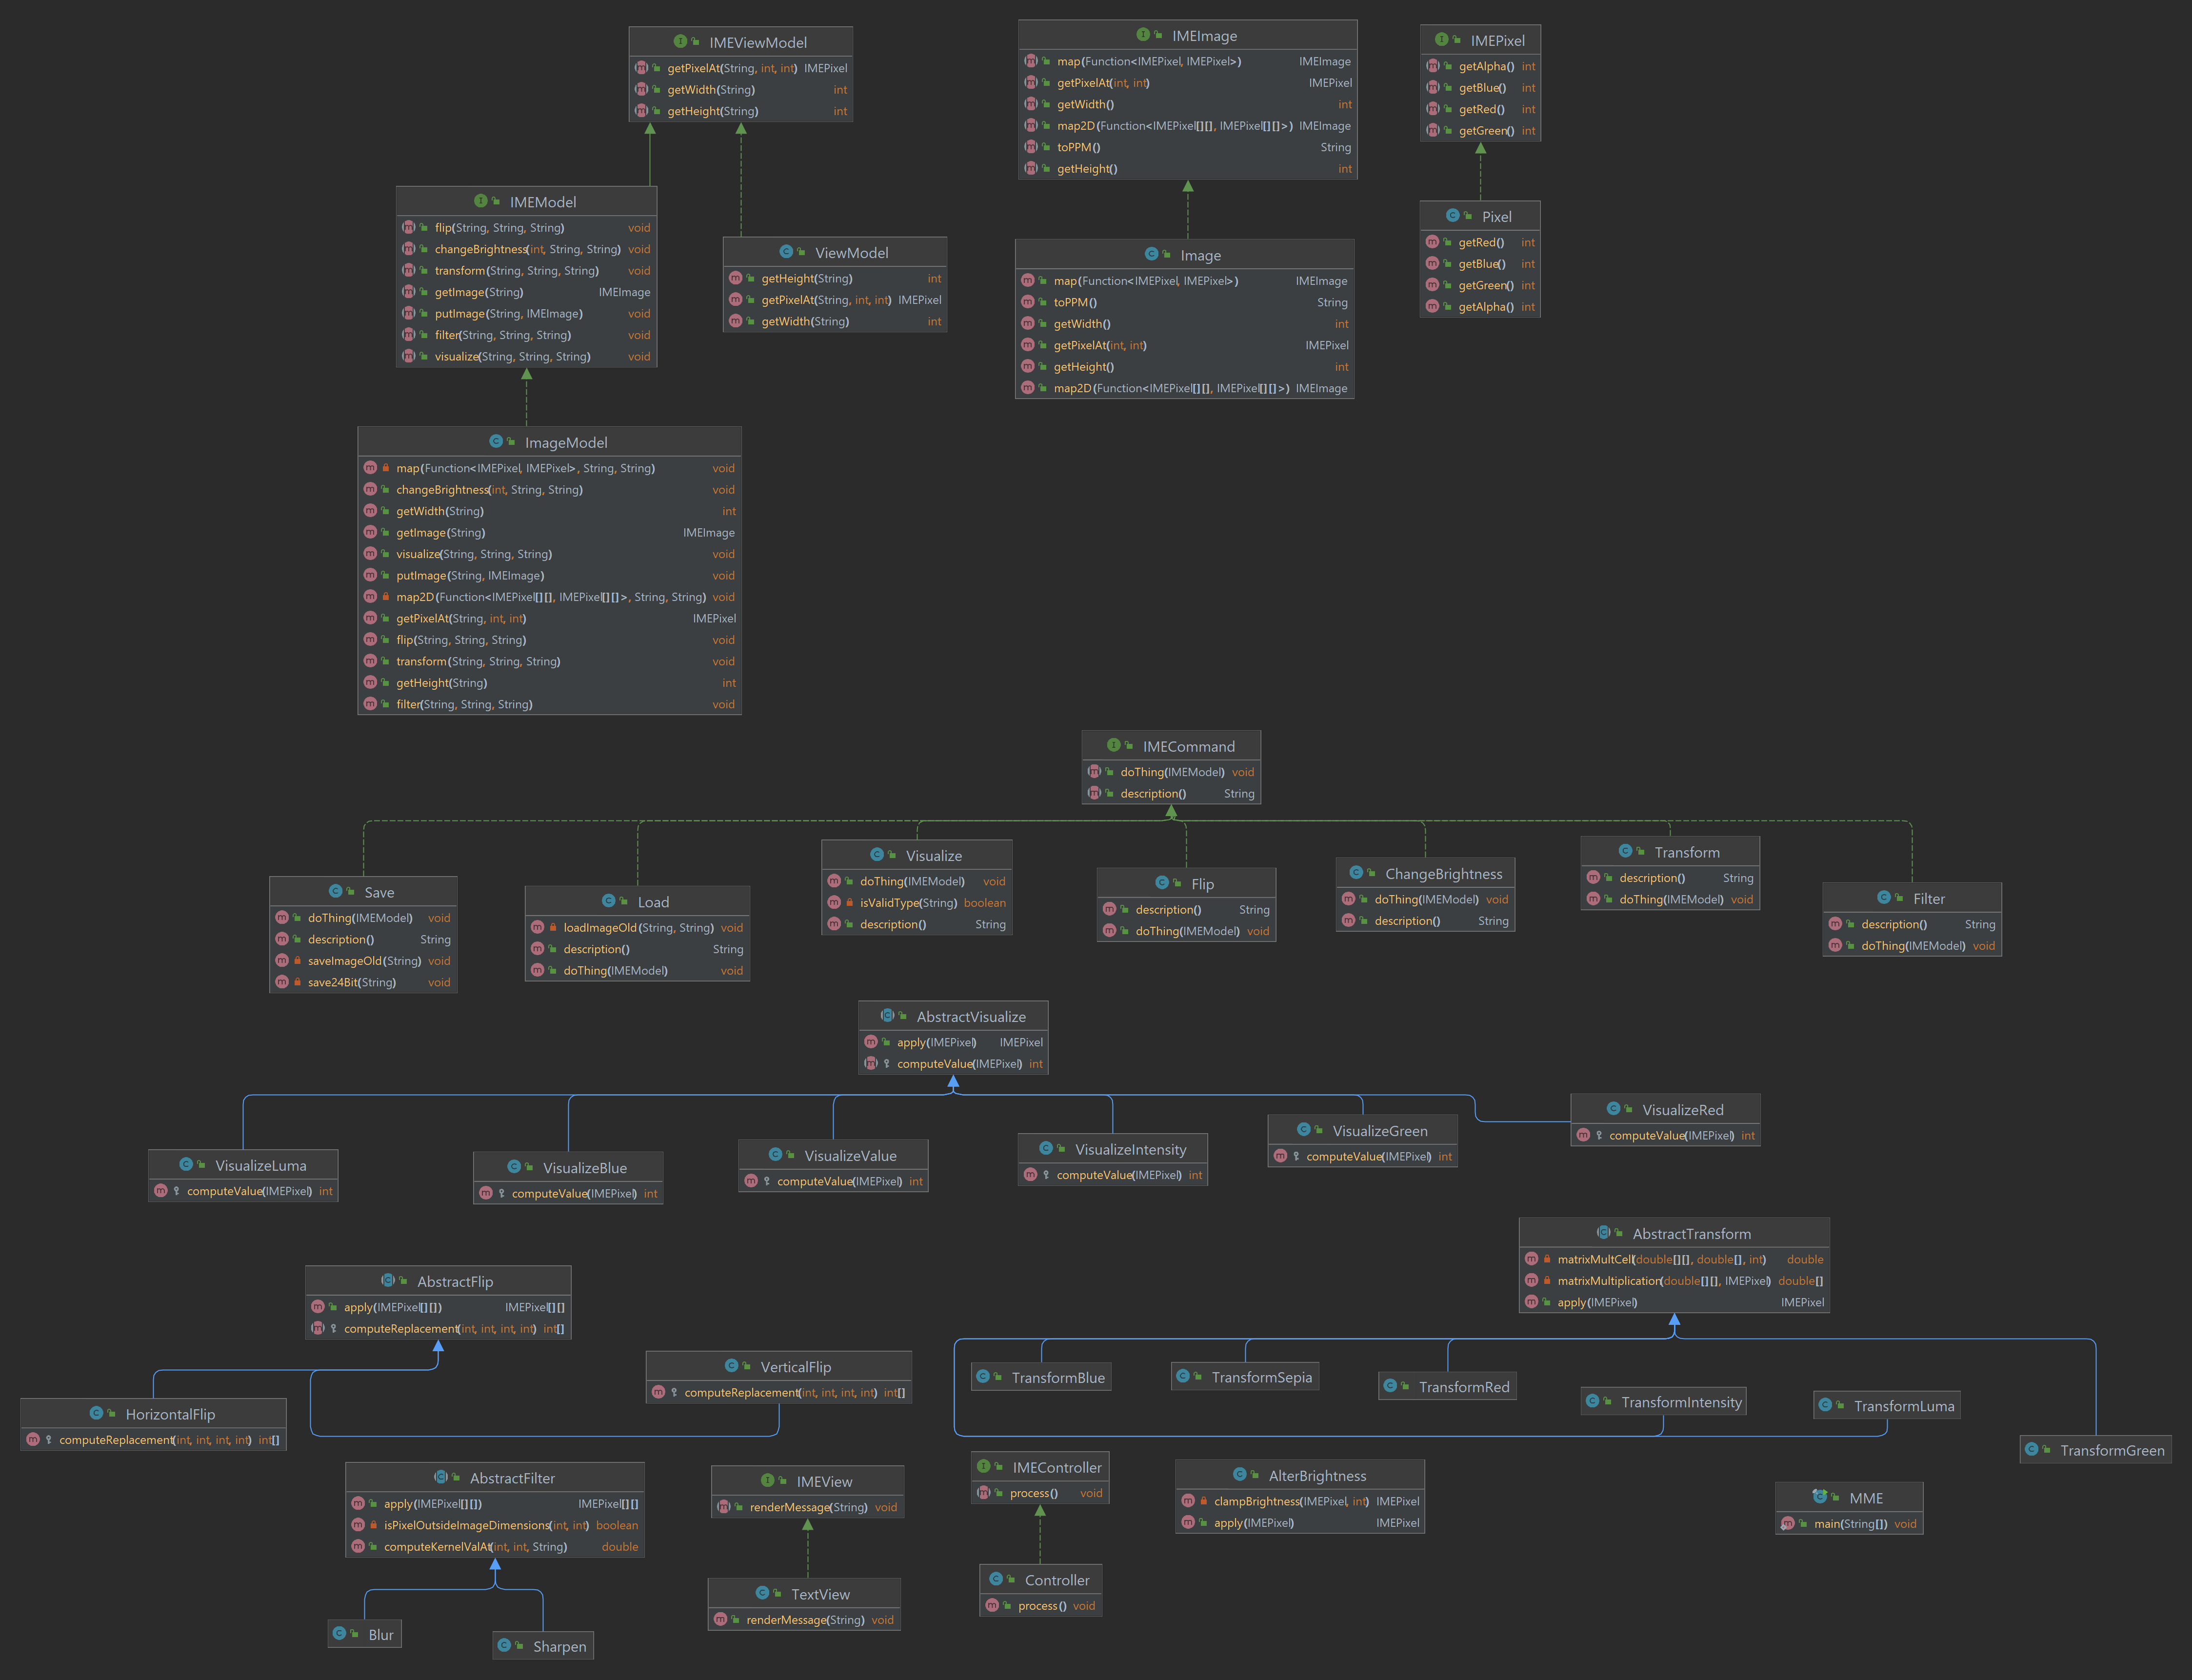 IMEViewModel
getPixelAt(String, int, int) IMEPixel
getWidth(String) int
getHeight(String) int
IMEImage
map(Function<IMEPixel, IMEPixel>) IMEImage
getPixelAt(int, int) IMEPixel
getWidth() int
map2D(Function<IMEPixel[][], IMEPixel[][]>) IMEImage
toPPM() String
getHeight() int
IMEPixel
getAlpha() int
getBlue() int
getRed() int
getGreen() int
IMEModel
flip(String, String, String) void
changeBrightness(int, String, String) void
transform(String, String, String) void
getImage(String) IMEImage
putImage(String, IMEImage) void
filter(String, String, String) void
visualize(String, String, String) void
ViewModel
getHeight(String) int
getPixelAt(String, int, int) IMEPixel
getWidth(String) int
Image
map(Function<IMEPixel, IMEPixel>) IMEImage
toPPM() String
getWidth() int
getPixelAt(int, int) IMEPixel
getHeight() int
map2D(Function<IMEPixel[][], IMEPixel[][]>) IMEImage
Pixel
getRed() int
getBlue() int
getGreen() int
getAlpha() int
ImageModel
map(Function<IMEPixel, IMEPixel>, String, String) void
changeBrightness(int, String, String) void
getWidth(String) int
getImage(String) IMEImage
visualize(String, String, String) void
putImage(String, IMEImage) void
map2D(Function<IMEPixel[][], IMEPixel[][]>, String, String) void
getPixelAt(String, int, int) IMEPixel
flip(String, String, String) void
transform(String, String, String) void
getHeight(String) int
filter(String, String, String) void
IMECommand
doThing(IMEModel) void
description() String
Save
doThing(IMEModel) void
description() String
saveImageOld(String) void
save24Bit(String) void
Load
loadImageOld(String, String) void
description() String
doThing(IMEModel) void
Visualize
doThing(IMEModel) void
isValidType(String) boolean
description() String
Flip
description() String
doThing(IMEModel) void
ChangeBrightness
doThing(IMEModel) void
description() String
Transform
description() String
doThing(IMEModel) void
Filter
description() String
doThing(IMEModel) void
AbstractVisualize
apply(IMEPixel) IMEPixel
computeValue(IMEPixel) int
VisualizeLuma
computeValue(IMEPixel) int
VisualizeBlue
computeValue(IMEPixel) int
VisualizeValue
computeValue(IMEPixel) int
VisualizeIntensity
computeValue(IMEPixel) int
VisualizeGreen
computeValue(IMEPixel) int
VisualizeRed
computeValue(IMEPixel) int
AbstractTransform
matrixMultCell(double[][], double[], int) double
matrixMultiplication(double[][], IMEPixel) double[]
apply(IMEPixel) IMEPixel
AbstractFlip
apply(IMEPixel[][]) IMEPixel[][]
computeReplacement(int, int, int, int) int[]
VerticalFlip
computeReplacement(int, int, int, int) int[]
HorizontalFlip
computeReplacement(int, int, int, int) int[]
TransformBlue
TransformSepia
TransformRed
TransformIntensity
TransformLuma
TransformGreen
AbstractFilter
apply(IMEPixel[][]) IMEPixel[][]
isPixelOutsideImageDimensions(int, int) boolean
computeKernelValAt(int, int, String) double
Blur
Sharpen
IMEView
renderMessage(String) void
TextView
renderMessage(String) void
IMEController
process() void
Controller
process() void
AlterBrightness
clampBrightness(IMEPixel, int) IMEPixel
apply(IMEPixel) IMEPixel
MME
main(String[]) void